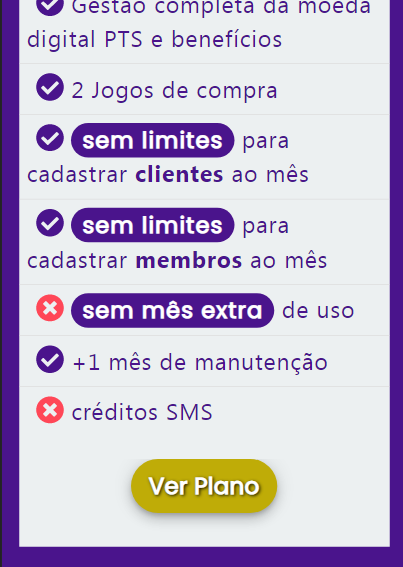 Gestão completa da moeda
digital PTS e benefícios
2 Jogos de compra
sem limites para
cadastrar clientes ao mês
sem limites para
cadastrar membros ao mês
sem mês extra de uso
+1 mês de manutenção
créditos SMS
Ver Plano